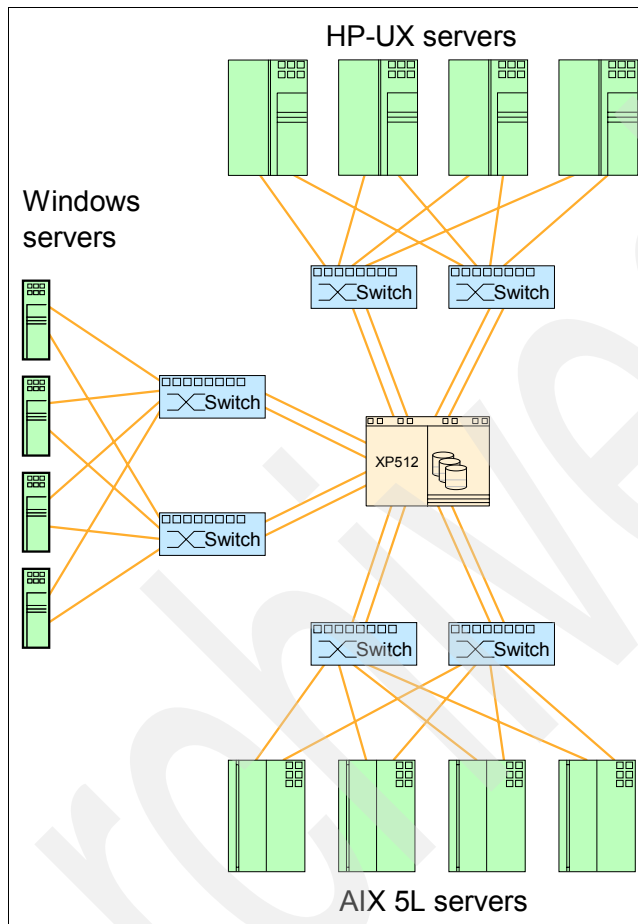 HP-UX servers
Windows
servers
Switch
Switch
Switch
XP512
Switch
Switch
Switch
AIX 5L servers